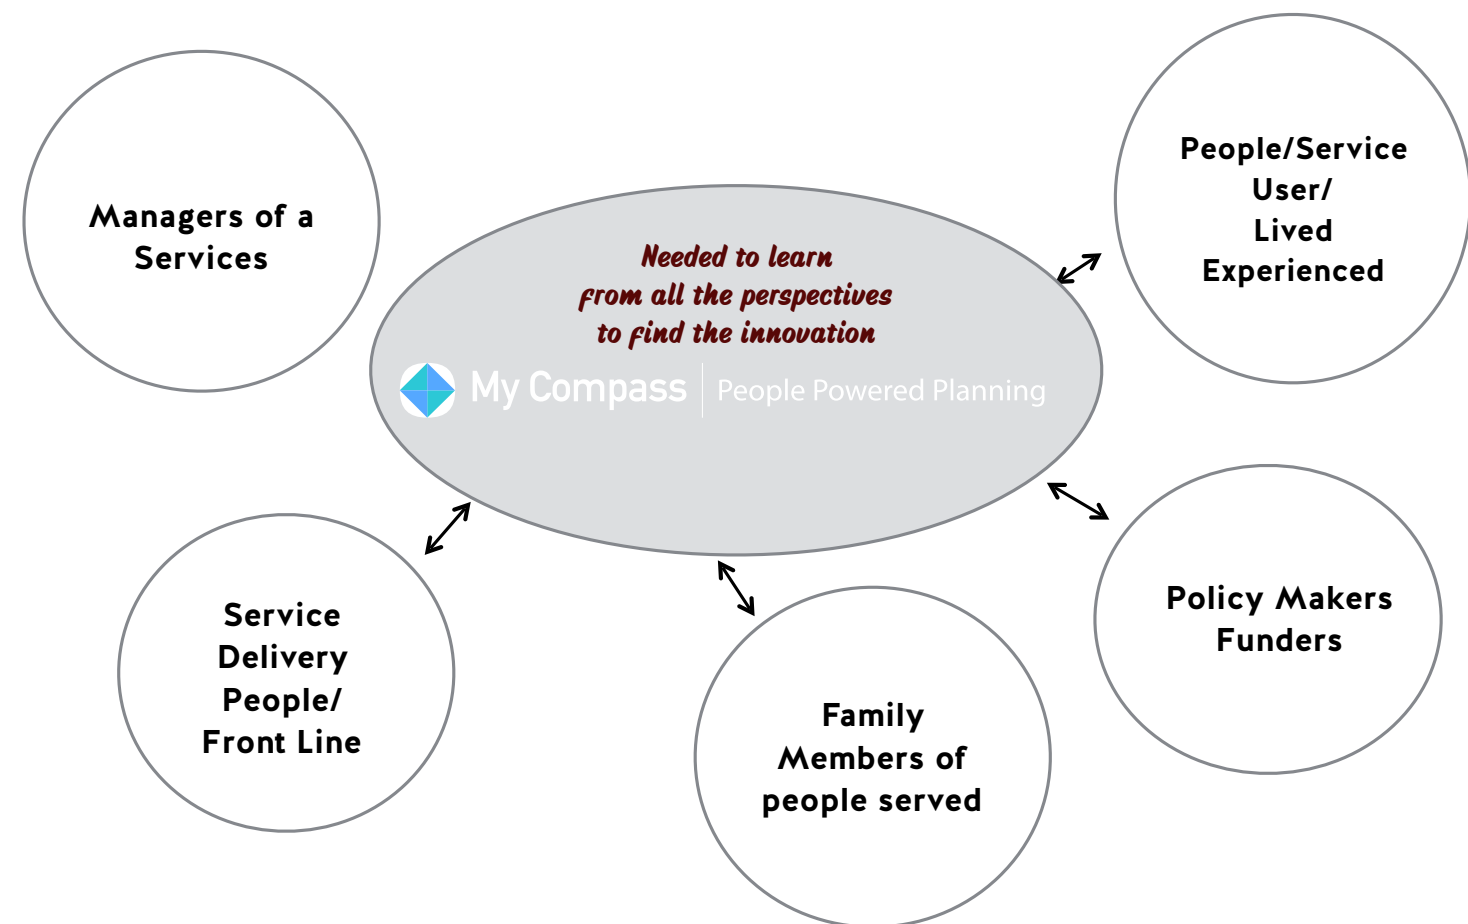 Managers of a
Services
Needed to learn
from all the perspectives
to find the innovation
My Compass | People Powered Planning
People/Service
User/
Lived
Experienced
Service
Delivery
People/
Front Line
Family
Members of
people served
Policy Makers
Funders